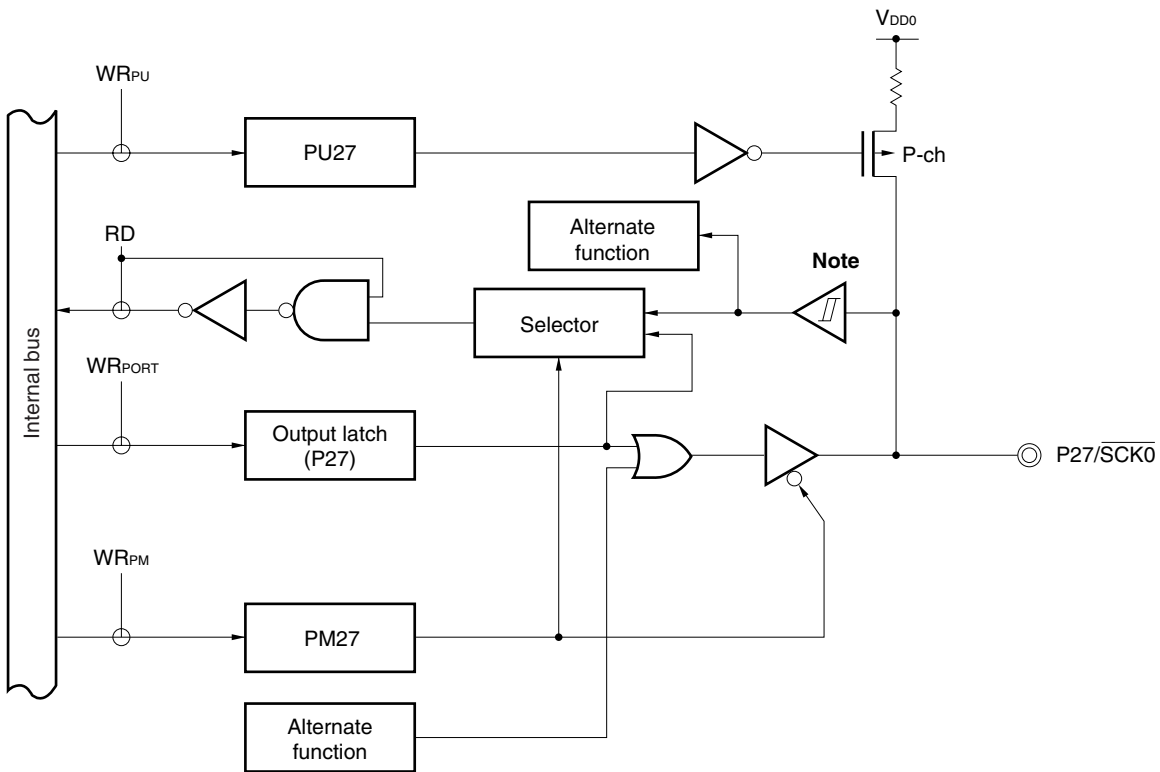 VDD0
WRPU
PU27
P-ch
Alternate
function
RD
Note
Selector
Internal bus
WRPORT
Output latch
(P27)
P27/SCK0
WRPM
PM27
Alternate
function